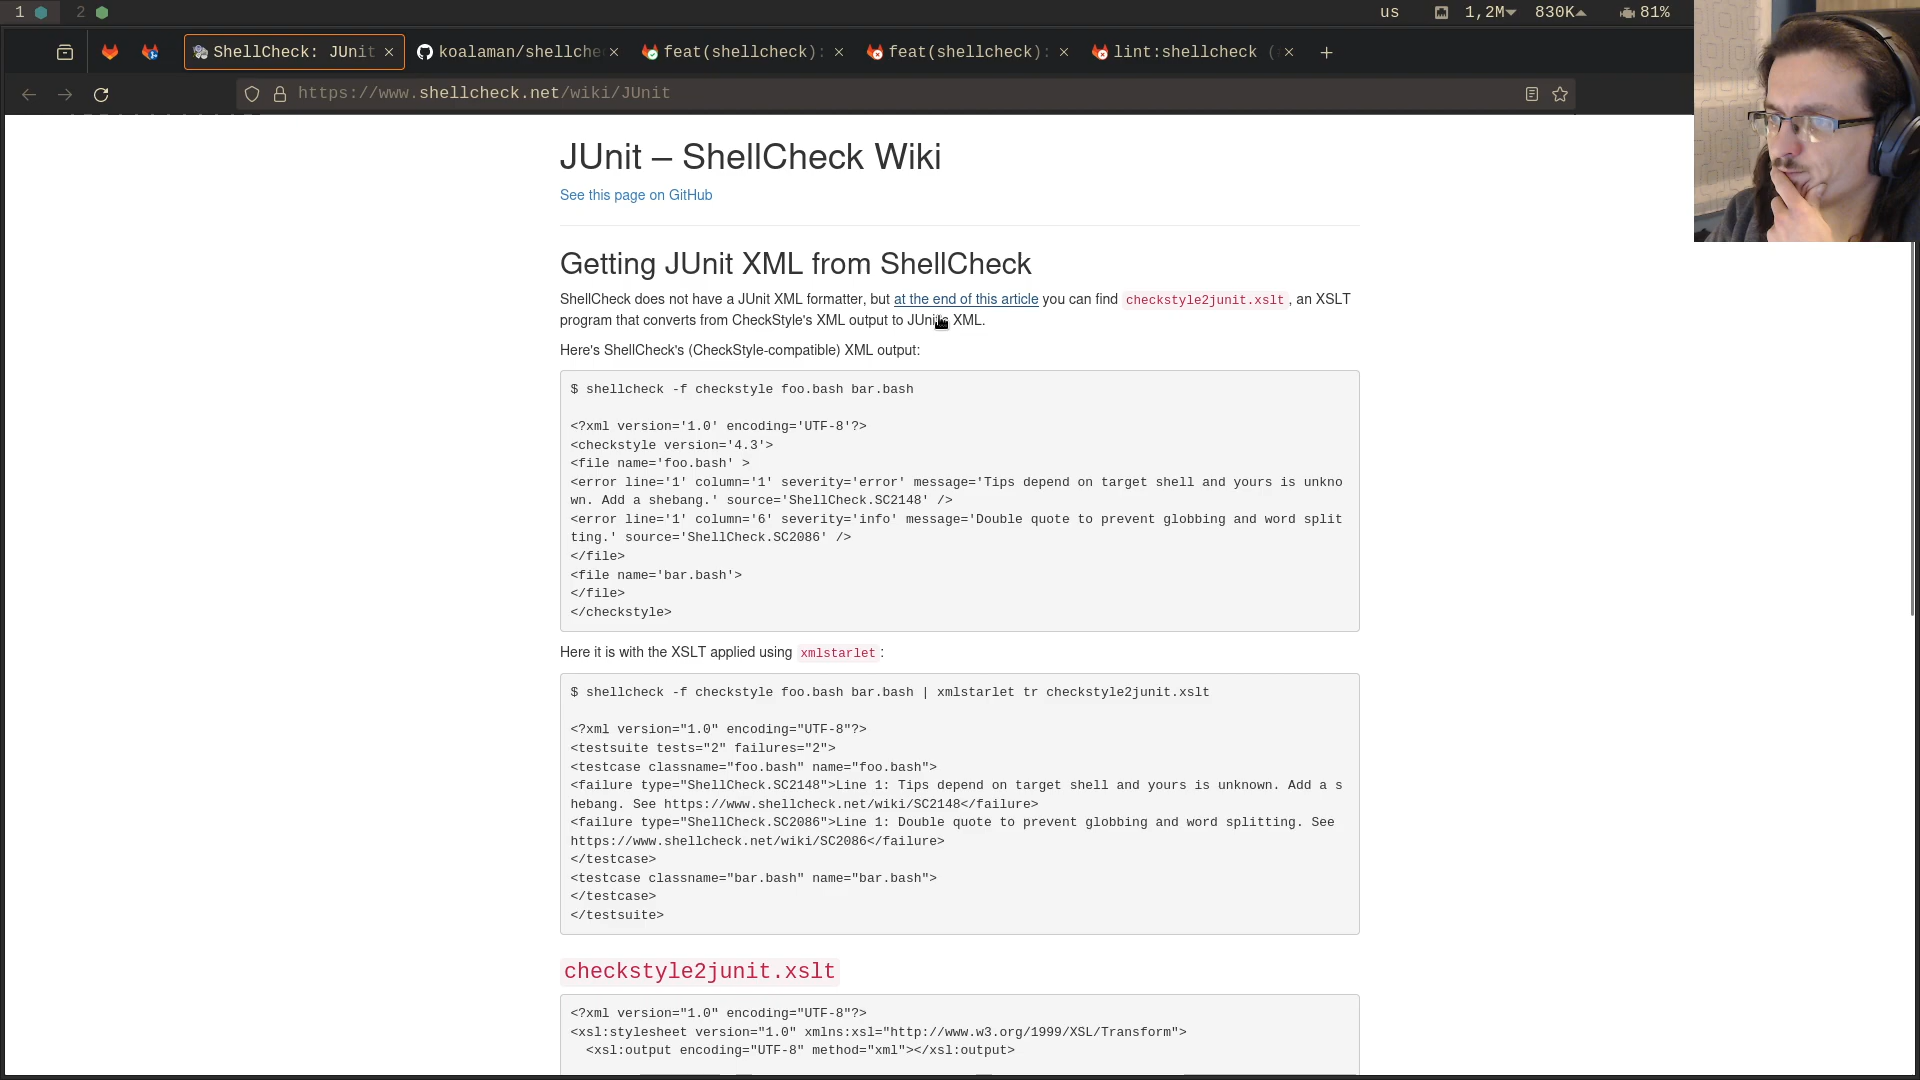 1 2 us 1,2M 830K 81%
ShellCheck: JUnit koalaman/shellche feat(shellcheck): feat(shellcheck): lint:shellcheck (
https://www.shellcheck.net/wiki/JUnit
JUnit – ShellCheck Wiki
See this page on GitHub
Getting JUnit XML from ShellCheck
ShellCheck does not have a JUnit XML formatter, but at the end of this article you can find checkstyle2junit.xslt, an XSLT
program that converts from CheckStyle's XML output to JUnit's XML.
Here's ShellCheck's (CheckStyle-compatible) XML output:
$ shellcheck -f checkstyle foo.bash bar.bash
<?xml version='1.0' encoding='UTF-8'?>
<checkstyle version='4.3'>
<file name='foo.bash' >
<error line='1' column='1' severity='error' message='Tips depend on target shell and yours is unkno
wn. Add a shebang.' source='ShellCheck.SC2148' />
<error line='1' column='6' severity='info' message='Double quote to prevent globbing and word split
ting.' source='ShellCheck.SC2086' />
</file>
<file name='bar.bash'>
</file>
</checkstyle>
Here it is with the XSLT applied using xmlstarlet:
$ shellcheck -f checkstyle foo.bash bar.bash | xmlstarlet tr checkstyle2junit.xslt
<?xml version="1.0" encoding="UTF-8"?>
<testsuite tests="2" failures="2">
<testcase classname="foo.bash" name="foo.bash">
<failure type="ShellCheck.SC2148">Line 1: Tips depend on target shell and yours is unknown. Add a s
hebang. See https://www.shellcheck.net/wiki/SC2148</failure>
<failure type="ShellCheck.SC2086">Line 1: Double quote to prevent globbing and word splitting. See
https://www.shellcheck.net/wiki/SC2086</failure>
</testcase>
<testcase classname="bar.bash" name="bar.bash">
</testcase>
</testsuite>
checkstyle2junit.xslt
<?xml version="1.0" encoding="UTF-8"?>
<xsl:stylesheet version="1.0" xmlns:xsl="http://www.w3.org/1999/XSL/Transform">
<xsl:output encoding="UTF-8" method="xml"></xsl:output>